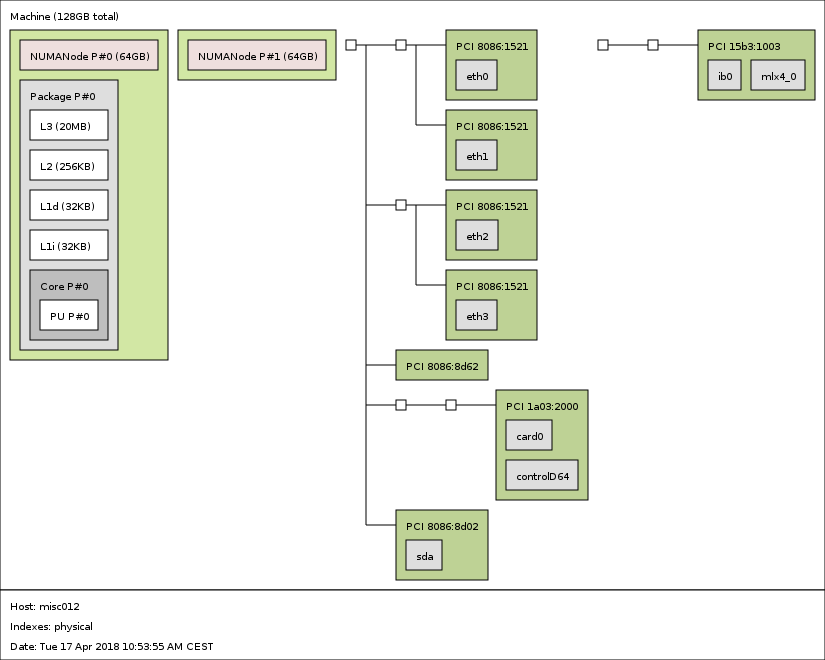 Machine (128GB total)
NUMANode P#0 (64GB)
Package P#0
L3 (20MB)
L2 (256KB)
L1d (32KB)
L1i (32KB)
Core P#0
PU P#0
NUMANode P#1 (64GB)
PCI 8086:1521
eth0
PCI 8086:1521
eth1
PCI 8086:1521
eth2
PCI 8086:1521
eth3
PCI 8086:8d62
PCI 1a03:2000
card0
controlD64
PCI 8086:8d02
sda
PCI 15b3:1003
ib0 mlx4_0
Host: misc012
Indexes: physical
Date: Tue 17 Apr 2018 10:53:55 AM CEST